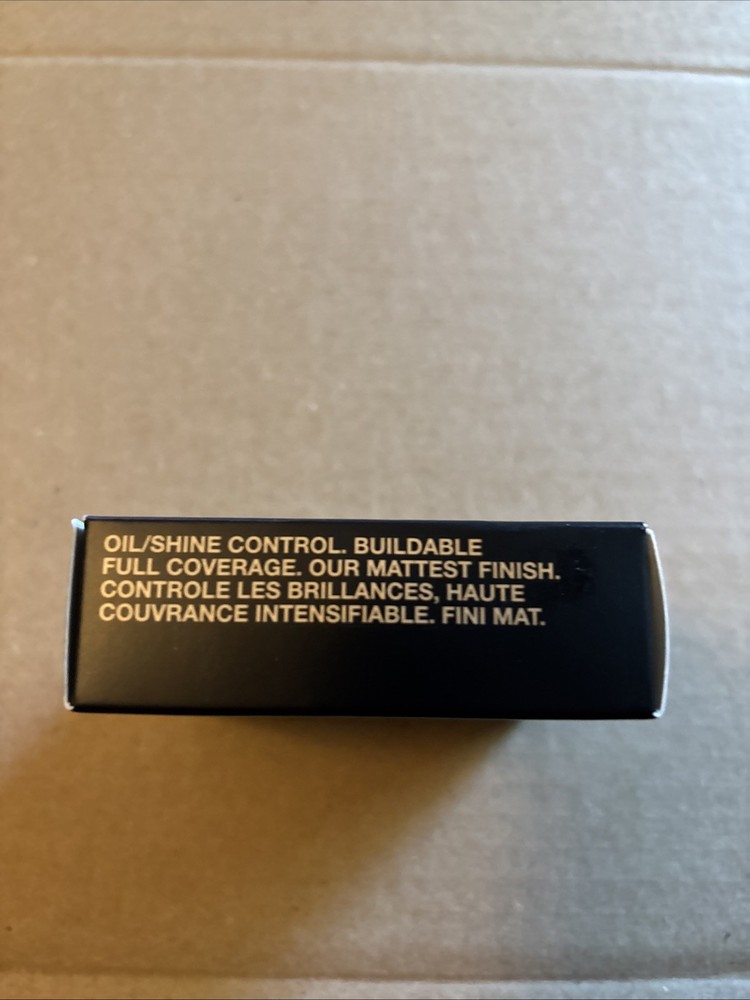 OIL/SHINE CONTROL. BUILDABLE
FULL COVERAGE. OUR MATTEST FINISH.
CONTROLE LES BRILLANCES, HAUTE
COUVRANCE INTENSIFIABLE. FINI MAT.